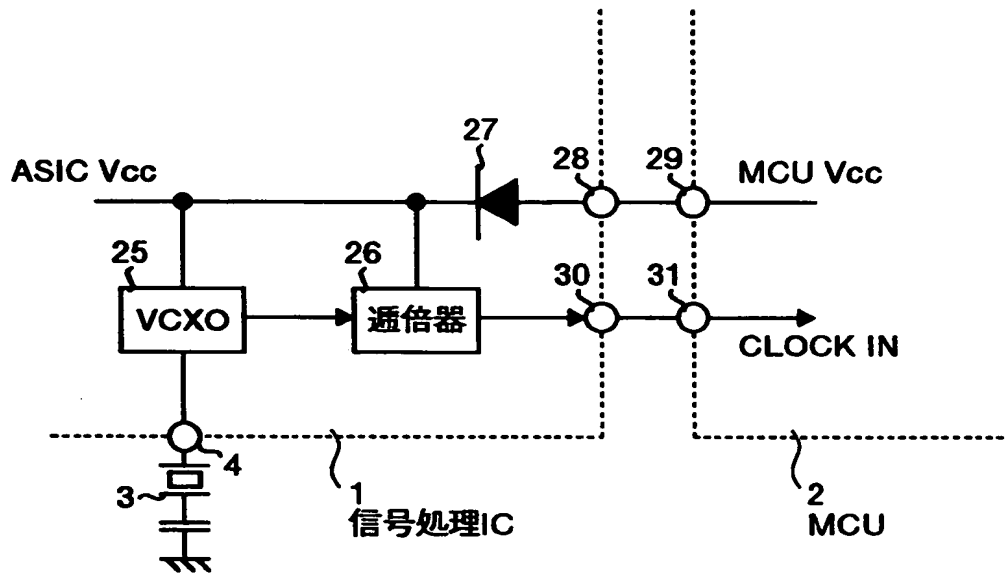 27
28
29
ASIC Vcc
MCU Vcc
25
26
30
31
VCXO
逓倍器
CLOCK IN
4
3
1
信号処理IC
2
MCU